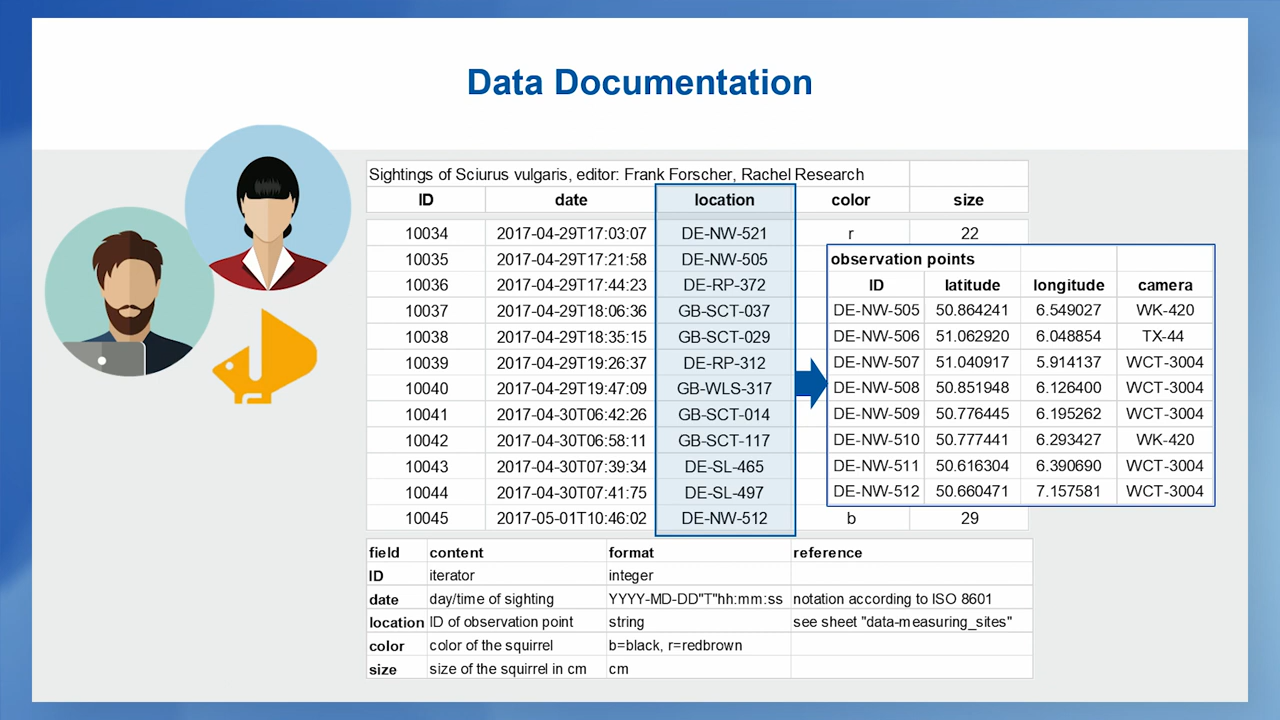 Data Documentation
Sightings of Sciurus vulgaris, editor: Frank Forscher, Rachel Research
ID date location color size
10034 2017-04-29T17:03:07 DE-NW-521 r 22
10035 2017-04-29T17:21:58 DE-NW-505
10036 2017-04-29T17:44:23 DE-RP-372
10037 2017-04-29T18:06:36 GB-SCT-037
10038 2017-04-29T18:35:15 GB-SCT-029
10039 2017-04-29T19:26:37 DE-RP-312
10040 2017-04-29T19:47:09 GB-WLS-317
10041 2017-04-30T06:42:26 GB-SCT-014
10042 2017-04-30T06:58:11 GB-SCT-117
10043 2017-04-30T07:39:34 DE-SL-465
10044 2017-04-30T07:41:75 DE-SL-497
10045 2017-05-01T10:46:02 DE-NW-512 b 29
observation points
ID latitude longitude camera
DE-NW-505 50.864241 6.549027 WK-420
DE-NW-506 51.062920 6.048854 TX-44
DE-NW-507 51.040917 5.914137 WCT-3004
DE-NW-508 50.851948 6.126400 WCT-3004
DE-NW-509 50.776445 6.195262 WCT-3004
DE-NW-510 50.777441 6.293427 WK-420
DE-NW-511 50.616304 6.390690 WCT-3004
DE-NW-512 50.660471 7.157581 WCT-3004
field content format reference
ID iterator integer
date day/time of sighting YYYY-MD-DD"T"hh:mm:ss notation according to ISO 8601
location ID of observation point string see sheet "data-measuring_sites"
color color of the squirrel b=black, r=redbrown
size size of the squirrel in cm cm